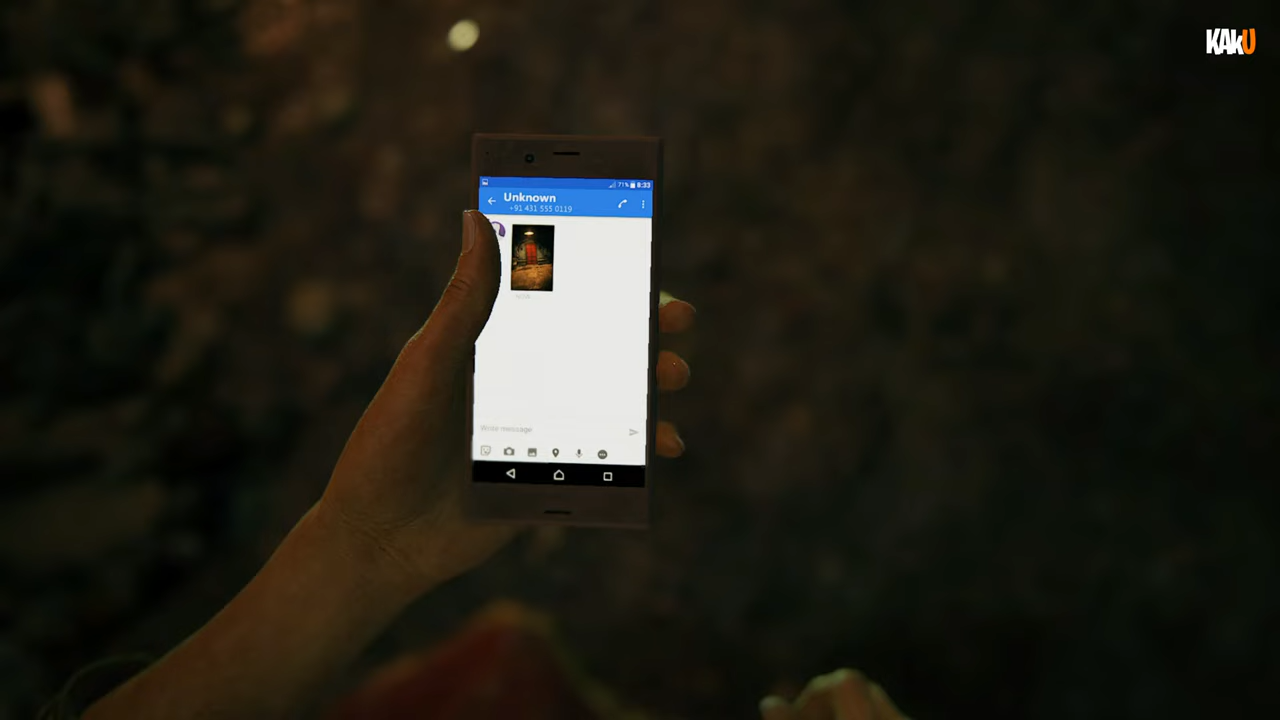 KAkU
71% 8:33
Unknown
+91 431 555 0119
Write message